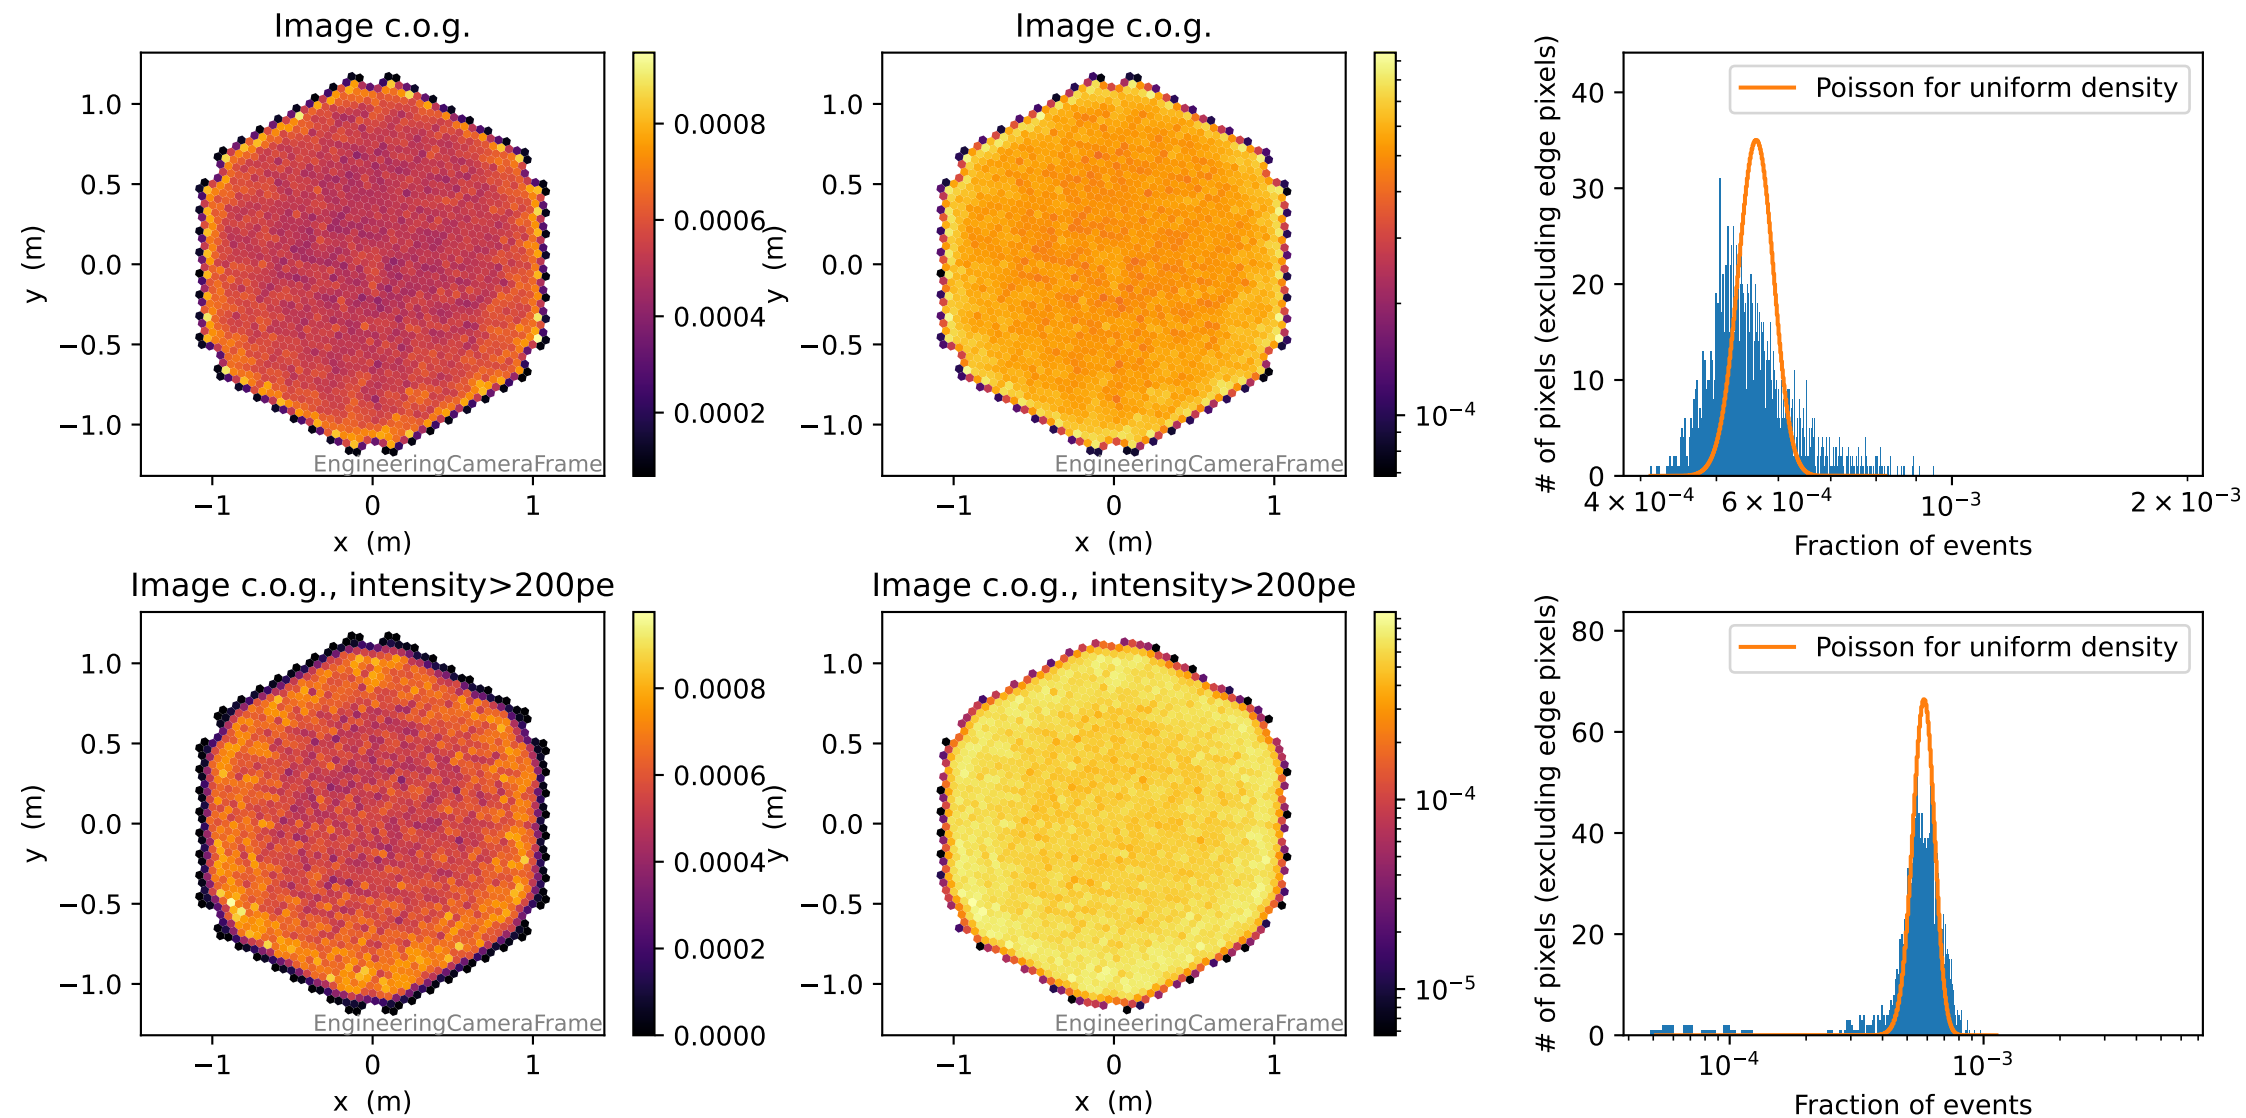 Image c.o.g.
1.0
0.5
0.0
−0.5
−1.0
y (m)
−1
0
1
x (m)
EngineeringCameraFrame
0.0008
0.0006
0.0004
0.0002
Image c.o.g.
1.0
0.5
0.0
−0.5
−1.0
y (m)
−1
0
1
x (m)
EngineeringCameraFrame
10⁻⁴
Poisson for uniform density
40
30
20
10
0
# of pixels (excluding edge pixels)
4 × 10⁻⁴
6 × 10⁻⁴
10⁻³
2 × 10⁻³
Fraction of events
Image c.o.g., intensity>200pe
1.0
0.5
0.0
−0.5
−1.0
y (m)
−1
0
1
x (m)
EngineeringCameraFrame
0.0008
0.0006
0.0004
0.0002
0.0000
Image c.o.g., intensity>200pe
1.0
0.5
0.0
−0.5
−1.0
y (m)
−1
0
1
x (m)
EngineeringCameraFrame
10⁻⁴
10⁻⁵
Poisson for uniform density
80
60
40
20
0
# of pixels (excluding edge pixels)
10⁻⁴
10⁻³
Fraction of events